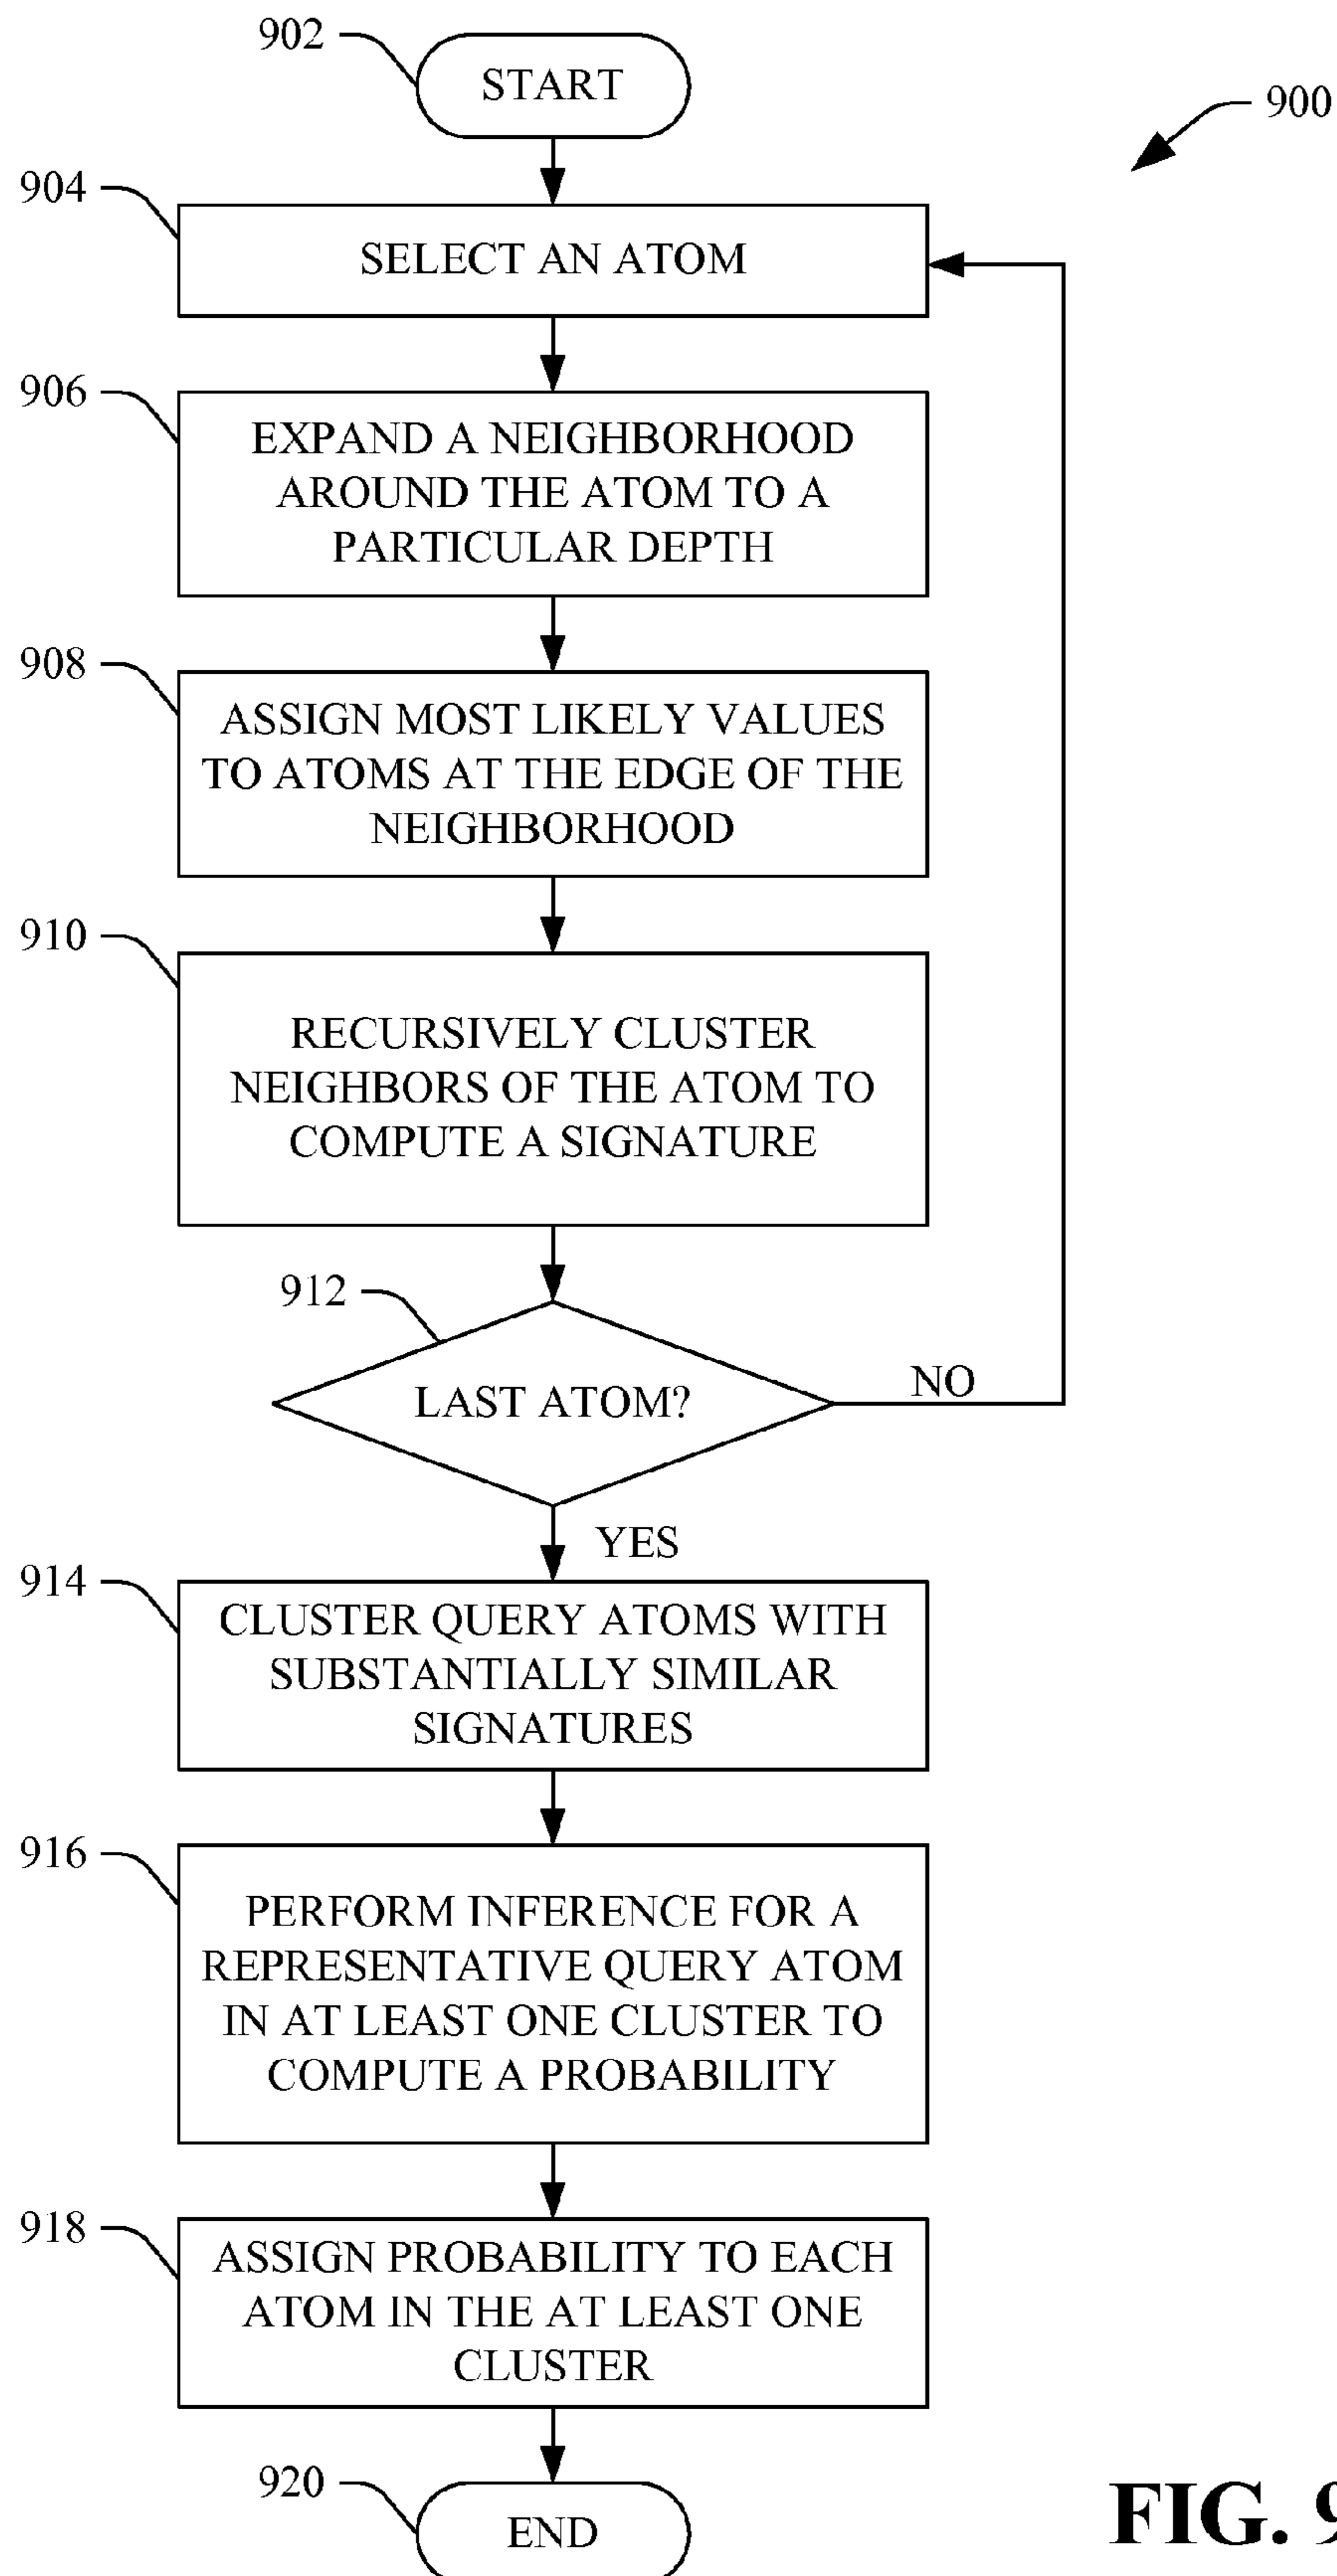 902
START
900
904
SELECT AN ATOM
906
EXPAND A NEIGHBORHOOD
AROUND THE ATOM TO A
PARTICULAR DEPTH
908
ASSIGN MOST LIKELY VALUES
TO ATOMS AT THE EDGE OF THE
NEIGHBORHOOD
910
RECURSIVELY CLUSTER
NEIGHBORS OF THE ATOM TO
COMPUTE A SIGNATURE
912
LAST ATOM?
NO
YES
914
CLUSTER QUERY ATOMS WITH
SUBSTANTIALLY SIMILAR
SIGNATURES
916
PERFORM INFERENCE FOR A
REPRESENTATIVE QUERY ATOM
IN AT LEAST ONE CLUSTER TO
COMPUTE A PROBABILITY
918
ASSIGN PROBABILITY TO EACH
ATOM IN THE AT LEAST ONE
CLUSTER
920
END
FIG. 9